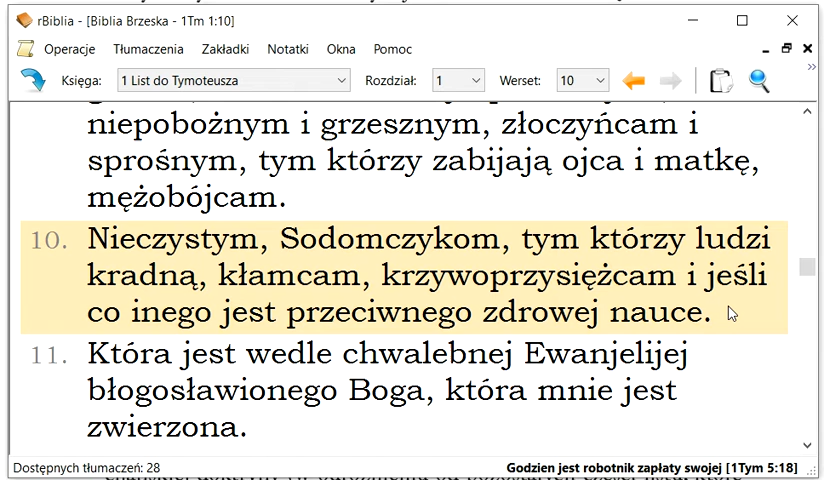 rBiblia - [Biblia Brzeska - 1Tm 1:10]
Operacje Tłumaczenia Zakładki Notatki Okna Pomoc
Księga: 1 List do Tymoteusza Rozdział: 1 Werset: 10
niepobożnym i grzesznym, złoczyńcam i
sprośnym, tym którzy zabijają ojca i matkę,
mężobójcam.
10. Nieczystym, Sodomczykom, tym którzy ludzi
kradną, kłamcam, krzywoprzysiężcam i jeśli
co inego jest przeciwnego zdrowej nauce.
11. Która jest wedle chwalebnej Ewanjelijej
błogosławionego Boga, która mnie jest
zwierzona.
Dostępnych tłumaczeń: 28 Godzien jest robotnik zapłaty swojej [1Tym 5:18]